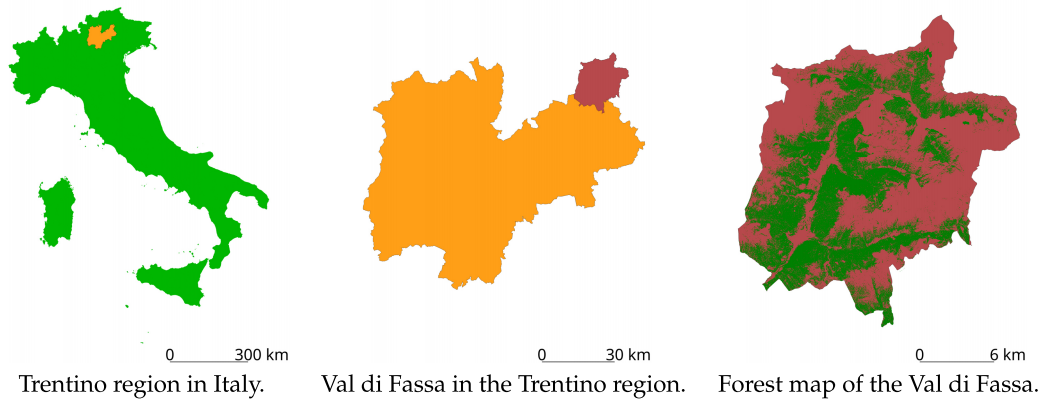 0 300 km
0 30 km
0 6 km
Trentino region in Italy.
Val di Fassa in the Trentino region.
Forest map of the Val di Fassa.